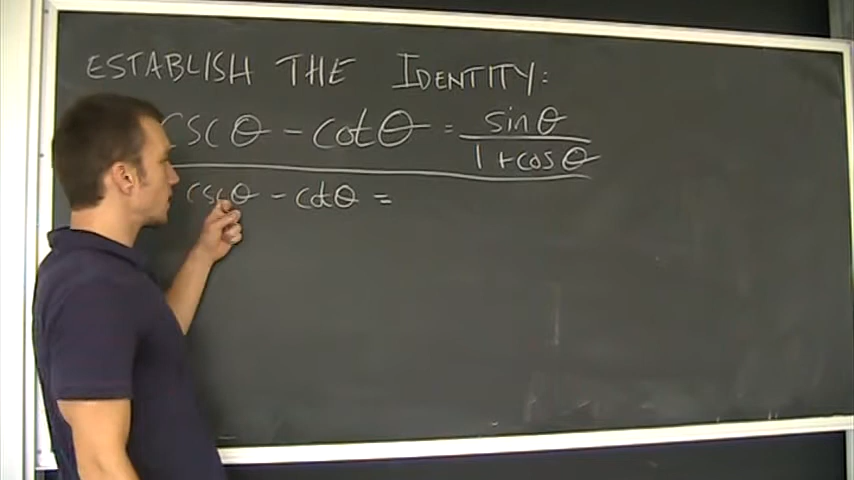 ESTABLISH THE IDENTITY:
cscθ - cotθ = sinθ / 1 + cosθ
cscθ - cotθ =